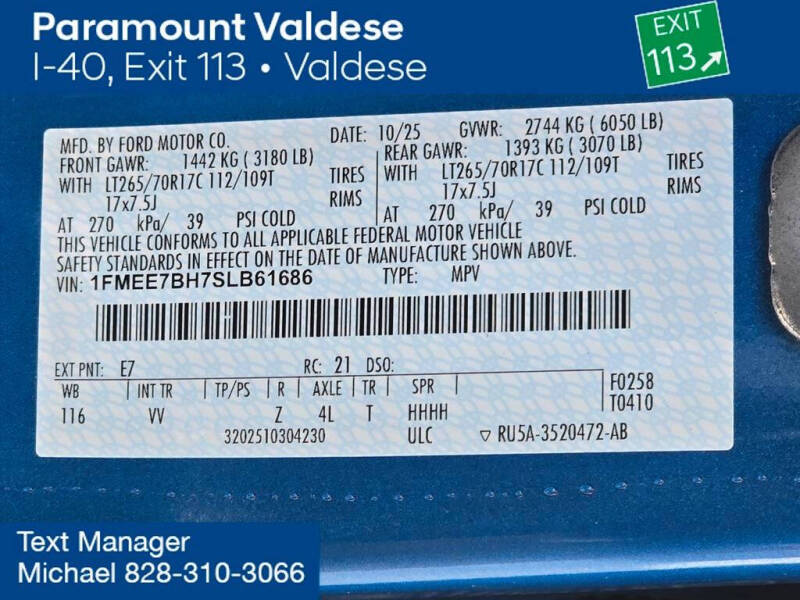 Paramount Valdese
I-40, Exit 113 • Valdese
EXIT
113
MFD. BY FORD MOTOR CO. DATE: 10/25 GVWR: 2744 KG ( 6050 LB)
FRONT GAWR: 1442 KG ( 3180 LB) REAR GAWR: 1393 KG ( 3070 LB)
WITH LT265/70R17C 112/109T TIRES WITH LT265/70R17C 112/109T TIRES
17x7.5J RIMS 17x7.5J RIMS
AT 270 kPa/ 39 PSI COLD AT 270 kPa/ 39 PSI COLD
THIS VEHICLE CONFORMS TO ALL APPLICABLE FEDERAL MOTOR VEHICLE
SAFETY STANDARDS IN EFFECT ON THE DATE OF MANUFACTURE SHOWN ABOVE.
VIN: 1FMEE7BH7SLB61686 TYPE: MPV
EXT PNT: E7 RC: 21 DSO:
WB INT TR TP/PS R AXLE TR SPR F0258
116 VV Z 4L T HHHH T0410
3202510304230 ULC ▽ RU5A-3520472-AB
Text Manager
Michael 828-310-3066